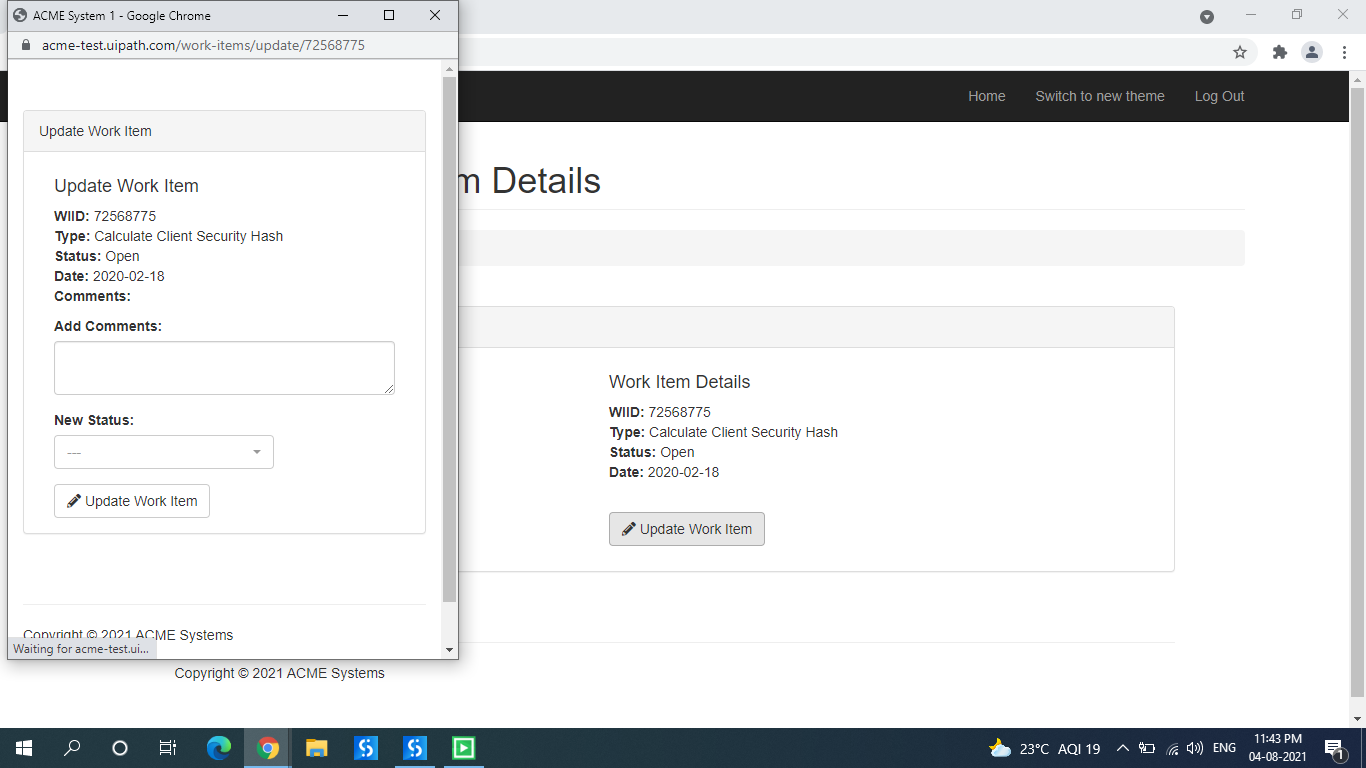 ACME System 1 - Google Chrome
acme-test.uipath.com/work-items/update/72568775
Update Work Item
Update Work Item
WIID: 72568775
Type: Calculate Client Security Hash
Status: Open
Date: 2020-02-18
Comments:
Add Comments:
New Status:
---
Update Work Item
Copyright © 2021 ACME Systems
Waiting for acme-test.ui...
Home
Switch to new theme
Log Out
m Details
Work Item Details
WIID: 72568775
Type: Calculate Client Security Hash
Status: Open
Date: 2020-02-18
Update Work Item
Copyright © 2021 ACME Systems
23°C AQI 19
ENG
11:43 PM
04-08-2021
1